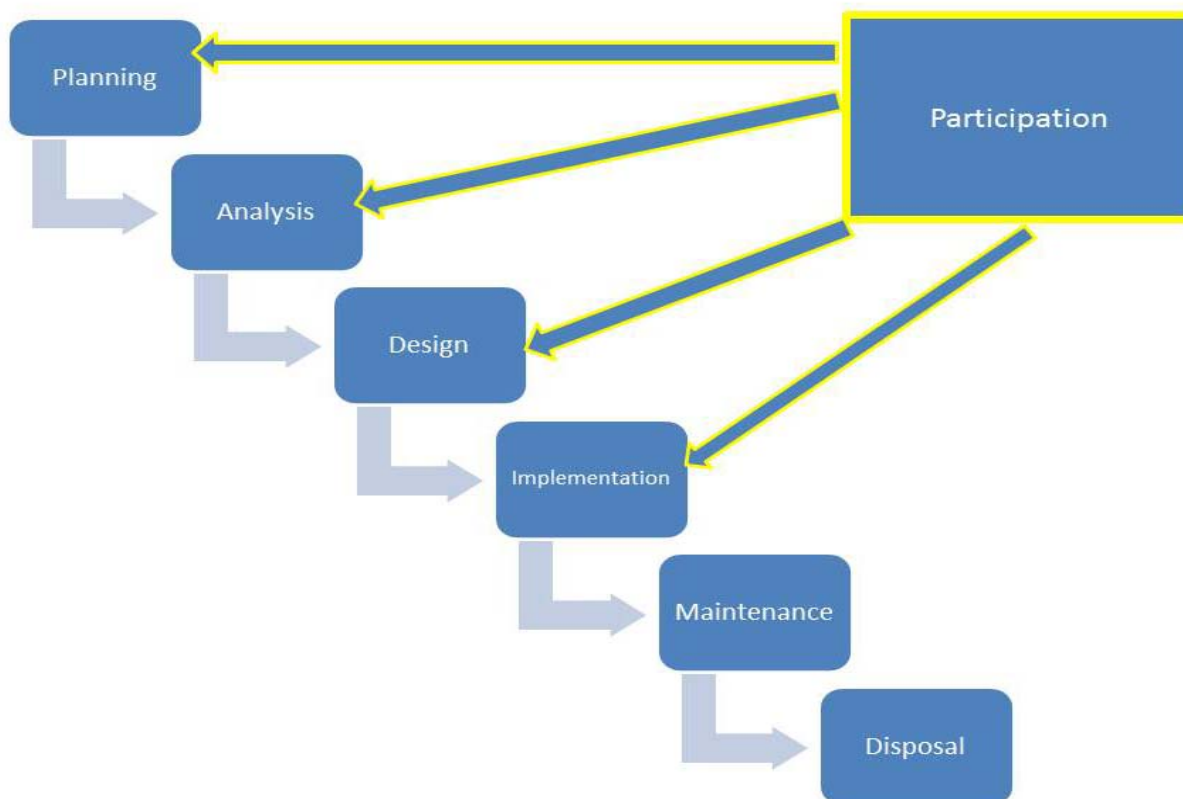 Planning
Participation
Analysis
Design
Implementation
Maintenance
Disposal